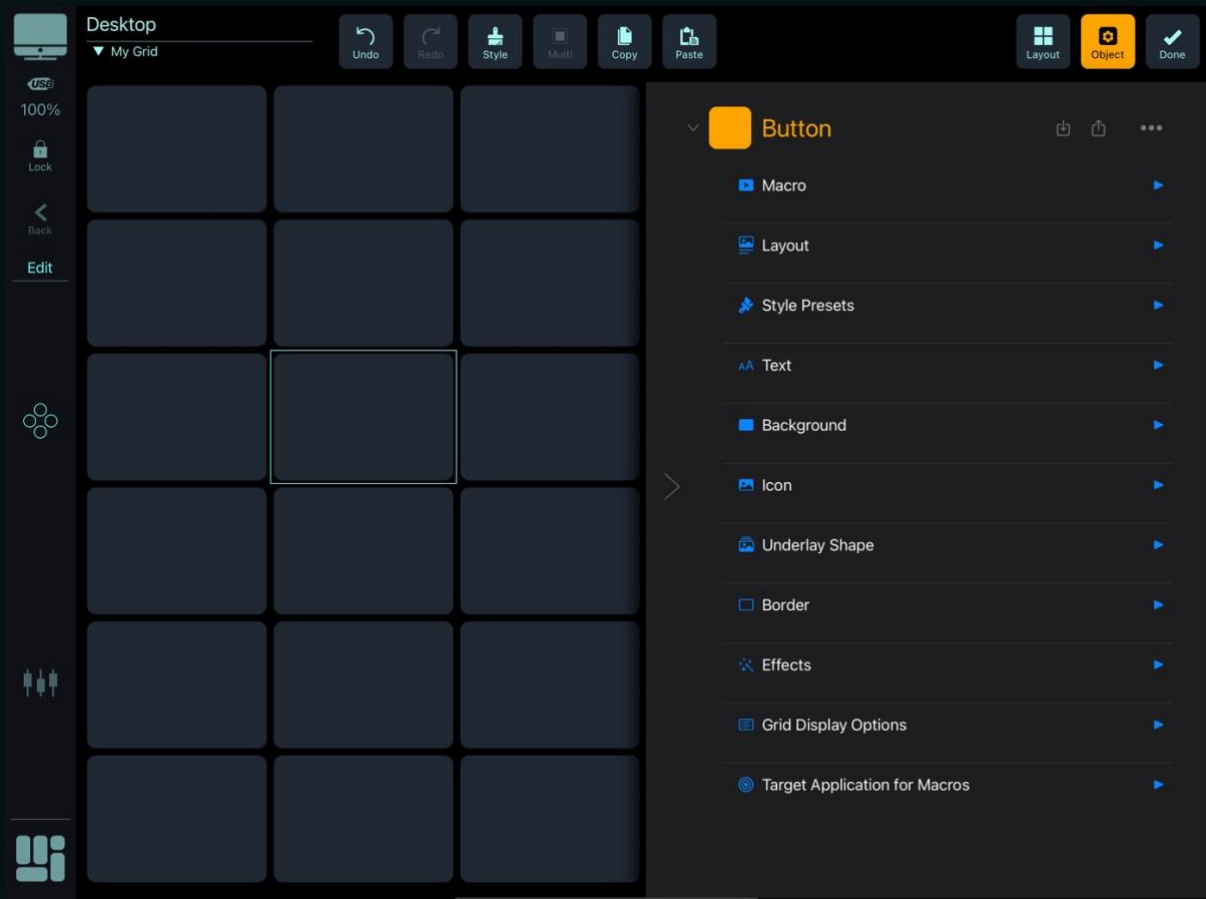 Desktop
▼ My Grid
Undo
Redo
Style
Multi
Copy
Paste
Layout
Object
Done
USB
100%
Lock
Back
Edit
Button
Macro
Layout
Style Presets
AA Text
Background
Icon
Underlay Shape
Border
Effects
Grid Display Options
Target Application for Macros